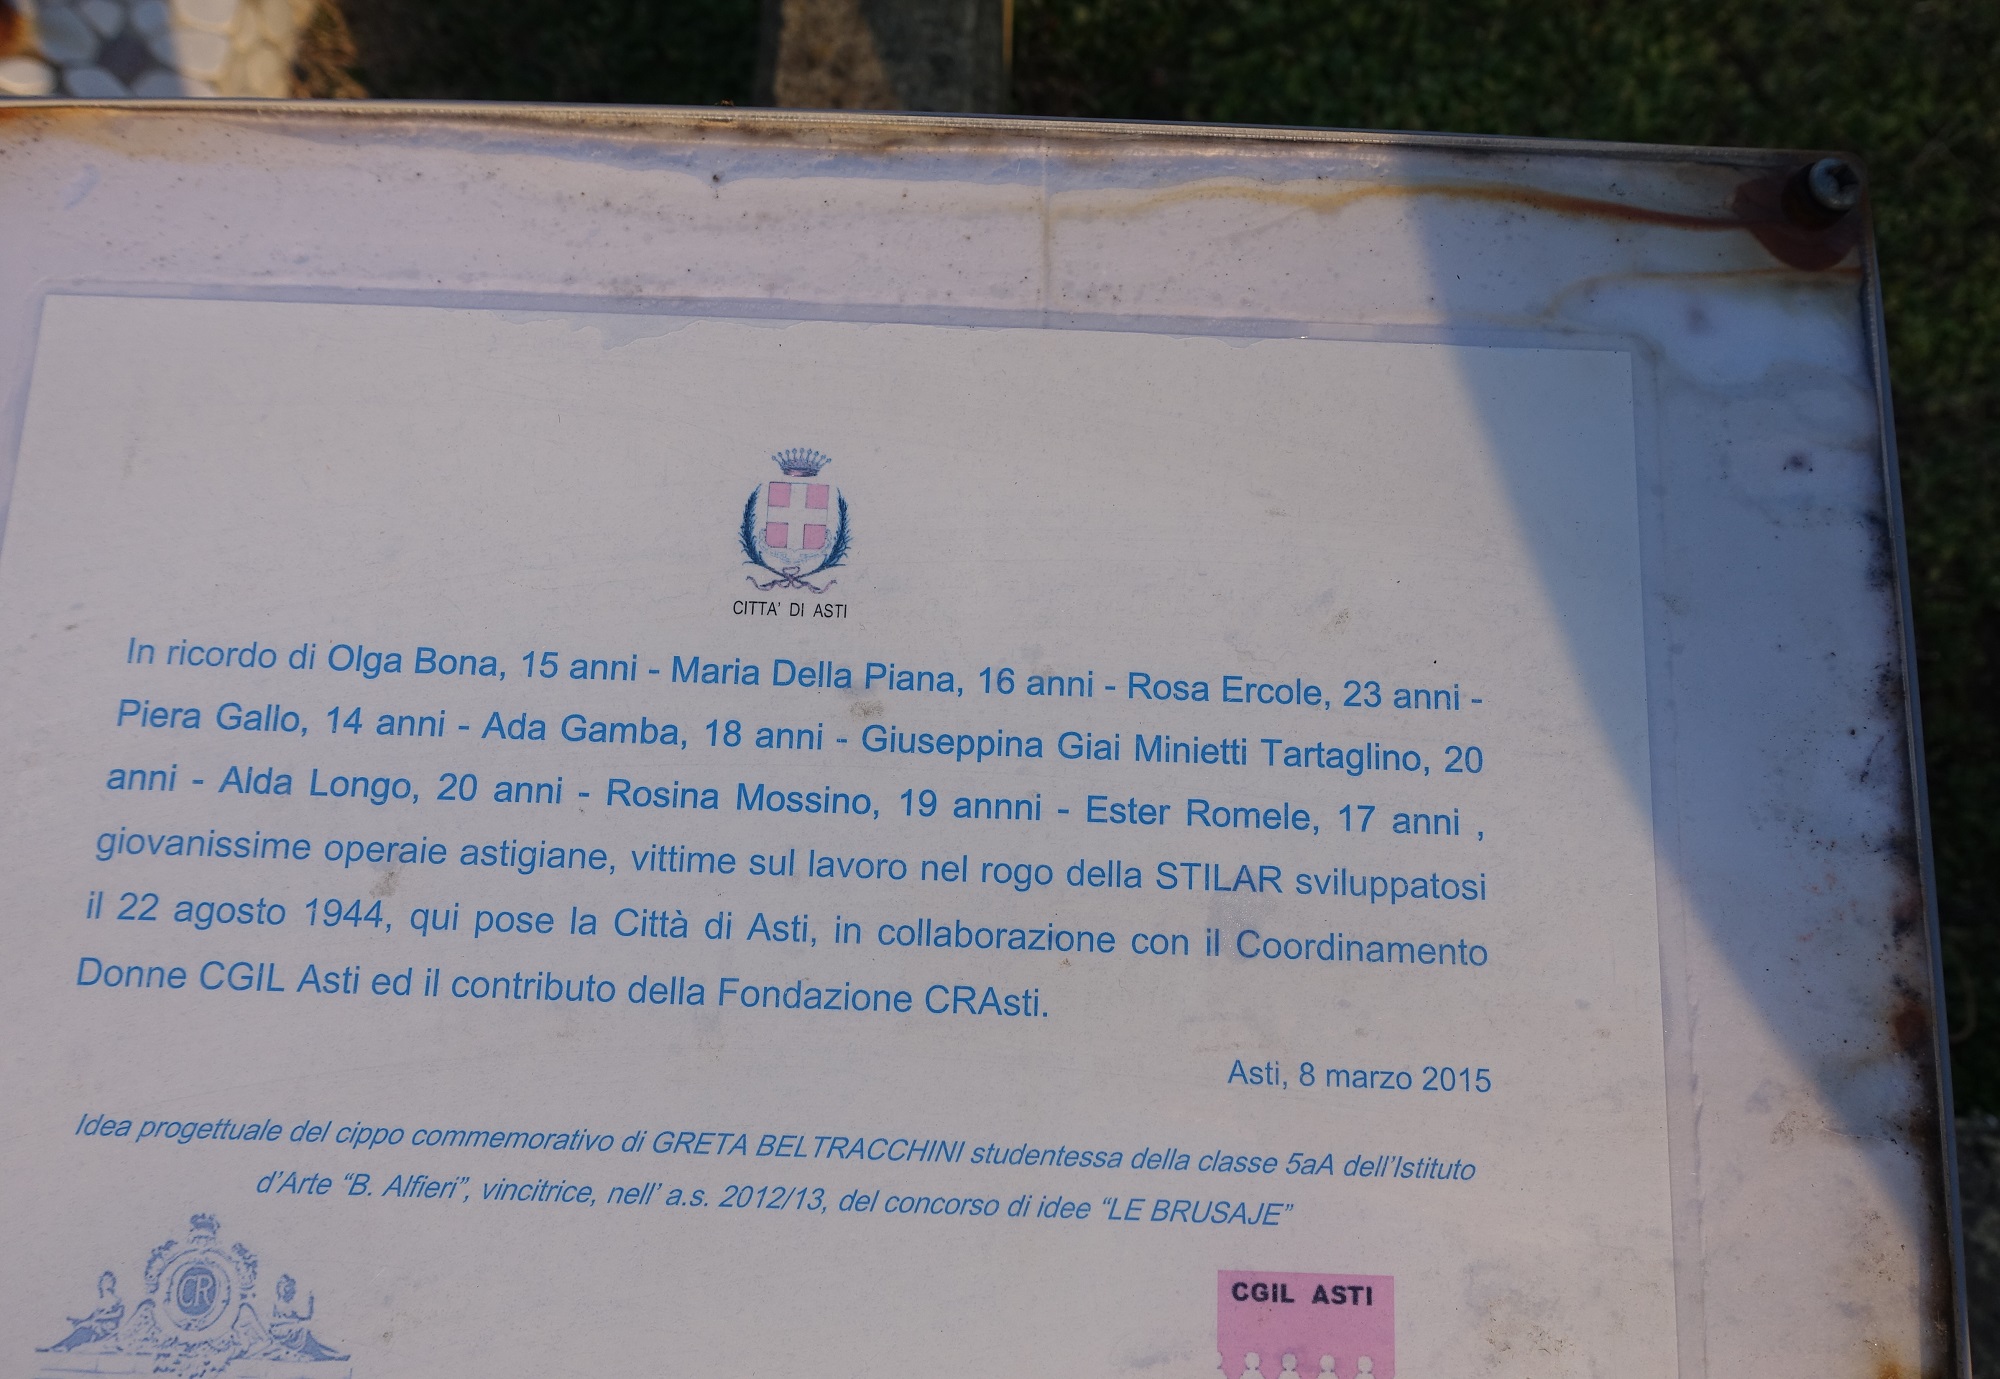 CITTA' DI ASTI
In ricordo di Olga Bona, 15 anni - Maria Della Piana, 16 anni - Rosa Ercole, 23 anni -
Piera Gallo, 14 anni - Ada Gamba, 18 anni - Giuseppina Giai Minietti Tartaglino, 20
anni - Alda Longo, 20 anni - Rosina Mossino, 19 annni - Ester Romele, 17 anni ,
giovanissime operaie astigiane, vittime sul lavoro nel rogo della STILAR sviluppatosi
il 22 agosto 1944, qui pose la Città di Asti, in collaborazione con il Coordinamento
Donne CGIL Asti ed il contributo della Fondazione CRAsti.
Asti, 8 marzo 2015
Idea progettuale del cippo commemorativo di GRETA BELTRACCHINI studentessa della classe 5aA dell'Istituto
d'Arte “B. Alfieri”, vincitrice, nell' a.s. 2012/13, del concorso di idee “LE BRUSAJE”
CR
CGIL ASTI